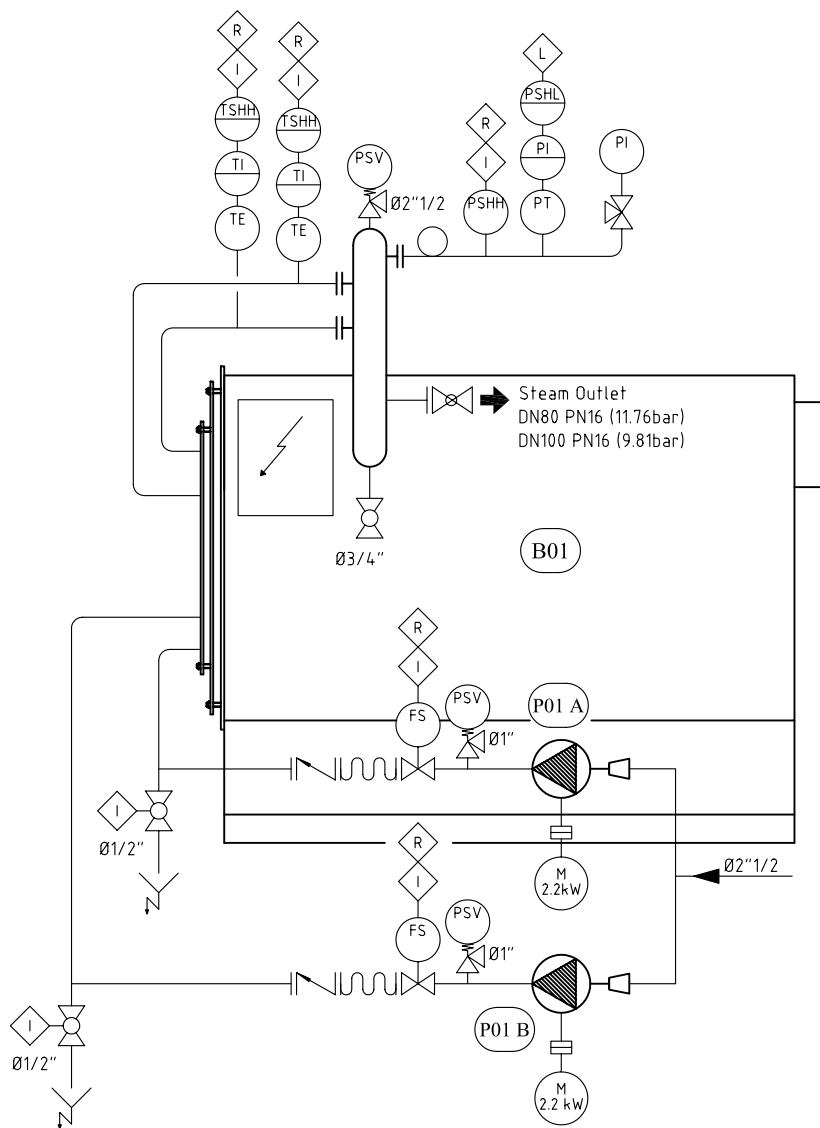 R
I
TSHH
TI
TE
R
I
TSHH
TI
TE
PSV
Ø2"1/2
R
I
PSHH
L
PSHL
PI
PT
PI
Steam Outlet
DN80 PN16 (11.76bar)
DN100 PN16 (9.81bar)
Ø3/4"
B01
R
I
FS
PSV
Ø1"
P01 A
I
Ø1/2"
M
2.2kW
Ø2"1/2
R
I
FS
PSV
Ø1"
P01 B
I
Ø1/2"
M
2.2 kW